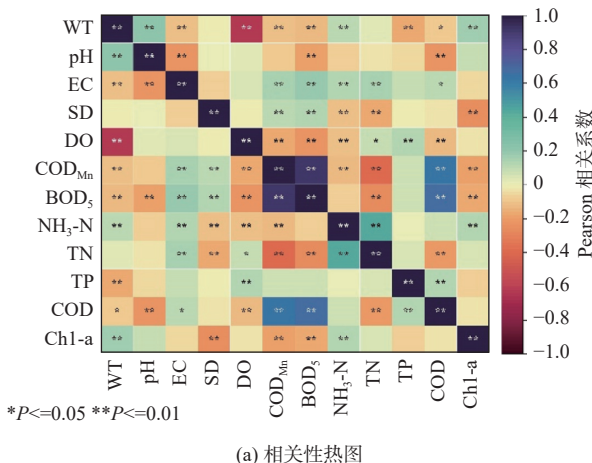 WT
pH
EC
SD
DO
COD_Mn
BOD_5
NH_3-N
TN
TP
COD
Ch1-a
WT pH EC SD DO COD_Mn BOD_5 NH_3-N TN TP COD Ch1-a
1.0
0.8
0.6
0.4
0.2
0
−0.2
−0.4
−0.6
−0.8
−1.0
Pearson 相关系数
*P<=0.05 **P<=0.01
(a) 相关性热图